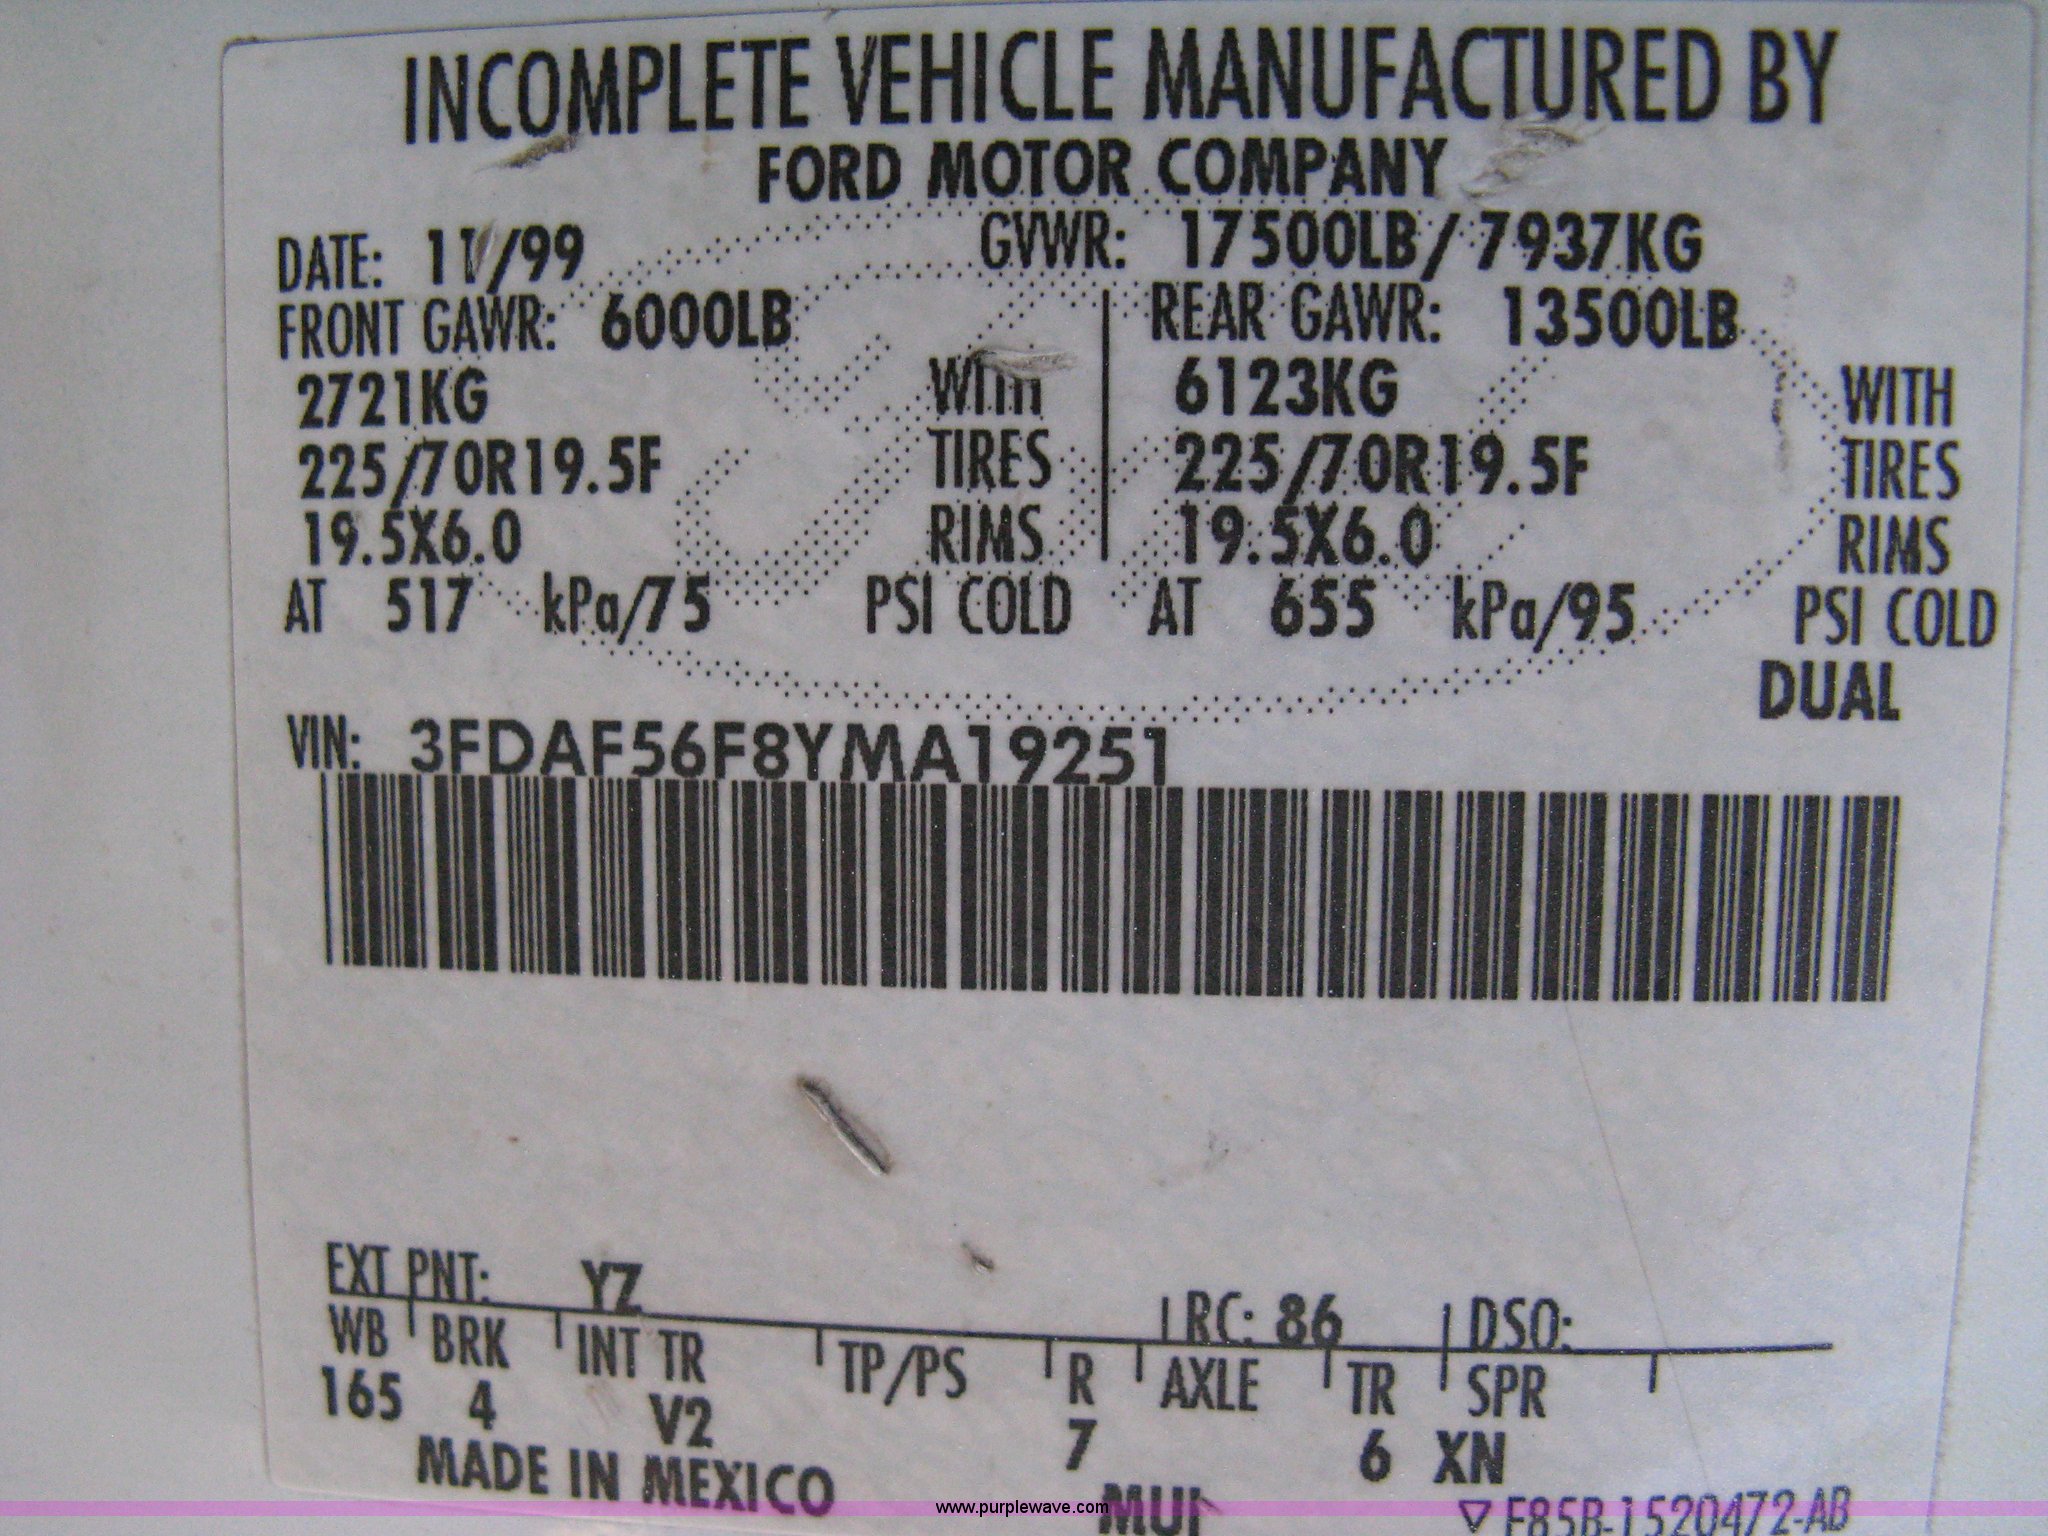 INCOMPLETE VEHICLE MANUFACTURED BY
FORD MOTOR COMPANY
DATE: 11/99 GVWR: 17500LB/7937KG
FRONT GAWR: 6000LB REAR GAWR: 13500LB
2721KG WITH 6123KG WITH
225/70R19.5F TIRES 225/70R19.5F TIRES
19.5X6.0 RIMS 19.5X6.0 RIMS
AT 517 kPa/75 PSI COLD AT 655 kPa/95 PSI COLD
DUAL
VIN: 3FDAF56F8YMA19251
EXT PNT: YZ RC: 86 DSO:
WB BRK INT TR TP/PS R AXLE TR SPR
165 4 V2 7 6 XN
MADE IN MEXICO
www.purplewave.com
F85B-1520472-AB